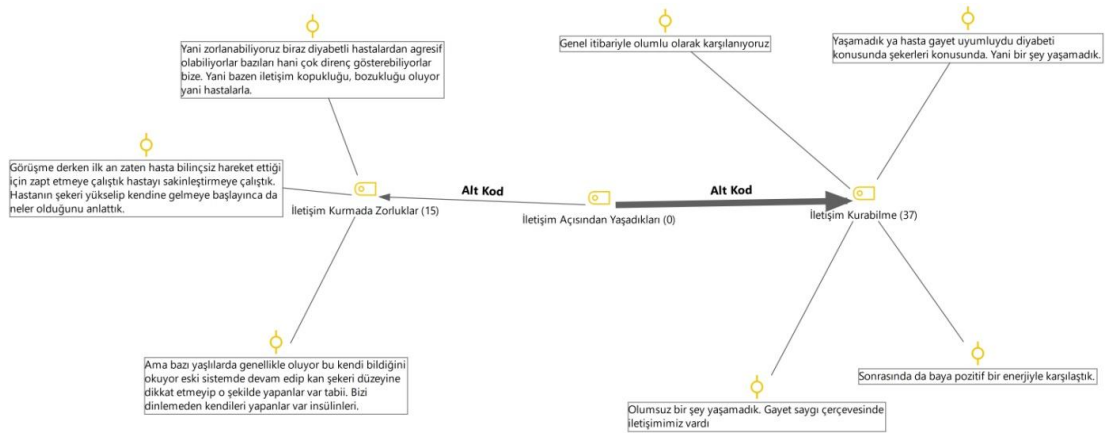 Yani zorlanabiliyoruz biraz diyabetli hastalardan agresif
olabiliyorlar bazıları hani çok direnç gösterebiliyorlar
bize. Yani bazen iletişim kopukluğu, bozukluğu oluyor
yani hastalarla.
Genel itibariyle olumlu olarak karşılanıyoruz
Yaşamadık ya hasta gayet uyumluydu diyabeti
konusunda şekerleri konusunda. Yani bir şey yaşamadık.
Görüşme derken ilk an zaten hasta bilinçsiz hareket ettiği
için zapt etmeye çalıştık hastayı sakinleştirmeye çalıştık.
Hastanın şekeri yükselip kendine gelmeye başlayınca da
neler olduğunu anlattık.
Alt Kod
Alt Kod
İletişim Kurmada Zorluklar (15)
İletişim Açısından Yaşadıkları (0)
İletişim Kurabilme (37)
Ama bazı yaşlılarda genellikle oluyor bu kendi bildiğini
okuyor eski sistemde devam edip kan şekeri düzeyine
dikkat etmeyip o şekilde yapanlar var tabii. Bizi
dinlemeden kendileri yapanlar var insülinleri.
Sonrasında da baya pozitif bir enerjiyle karşılaştık.
Olumsuz bir şey yaşamadık. Gayet saygı çerçevesinde
iletişimimiz vardı